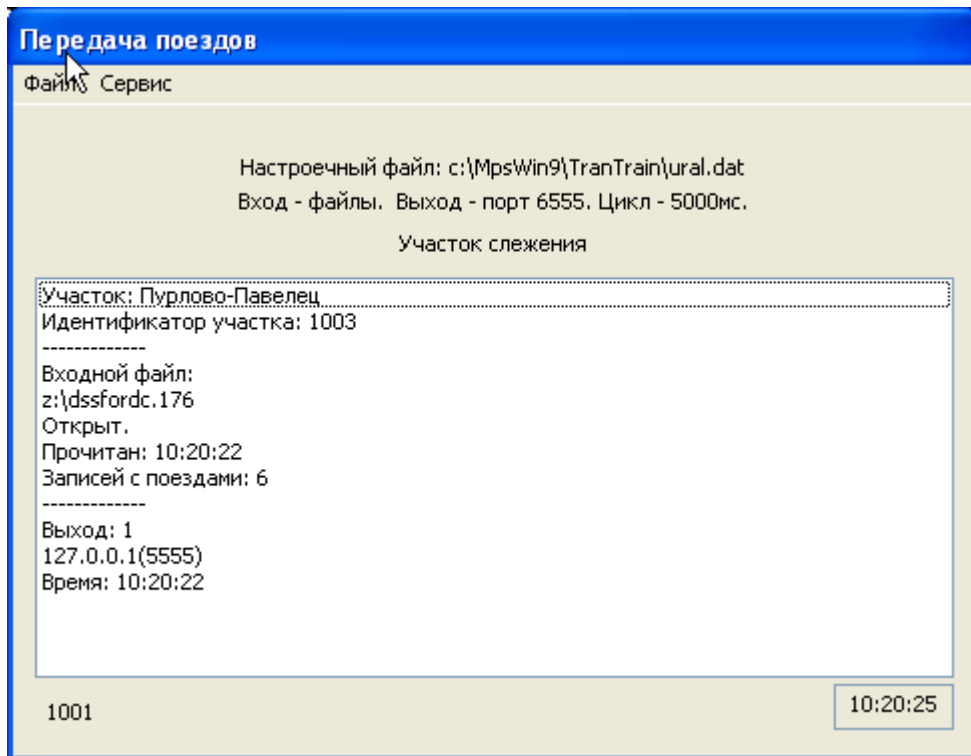 Передача поездов
Файл Сервис
Настроечный файл: c:\MpsWin9\TranTrain\ural.dat
Вход - файлы. Выход - порт 6555. Цикл - 5000мс.
Участок слежения
Участок: Пурлово-Павелец
Идентификатор участка: 1003
-------------
Входной файл:
z:\dssfordc.176
Открыт.
Прочитан: 10:20:22
Записей с поездами: 6
-------------
Выход: 1
127.0.0.1(5555)
Время: 10:20:22
1001
10:20:25